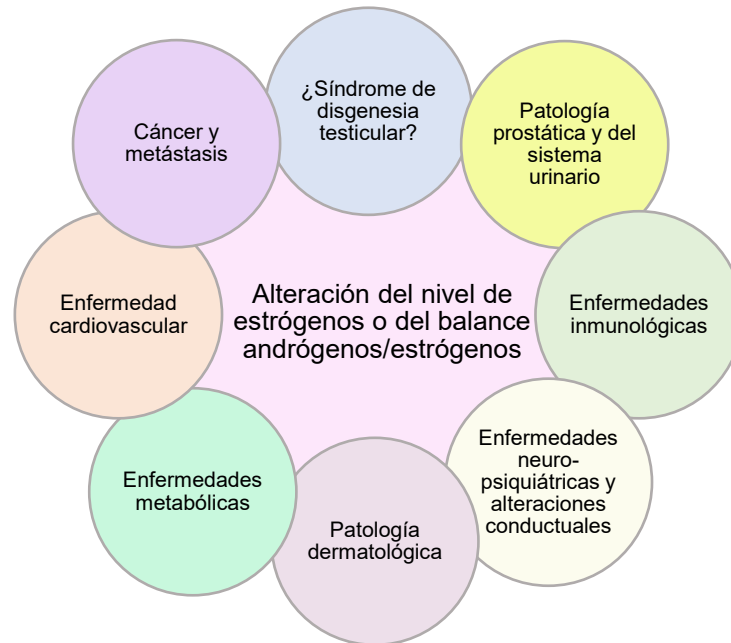 ¿Síndrome de
disgenesia
testicular?
Patología
prostática y del
sistema
urinario
Cáncer y
metástasis
Enfermedad
cardiovascular
Alteración del nivel de
estrógenos o del balance
andrógenos/estrógenos
Enfermedades
inmunológicas
Enfermedades
metabólicas
Enfermedades
neuro-
psiquiátricas y
alteraciones
conductuales
Patología
dermatológica